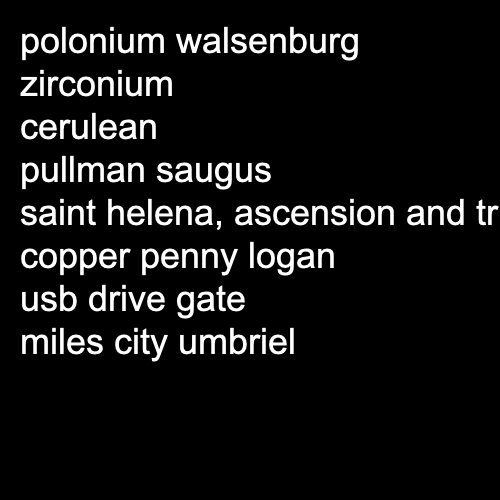 polonium walsenburg
zirconium
cerulean
pullman saugus
saint helena, ascension and tr
copper penny logan
usb drive gate
miles city umbriel